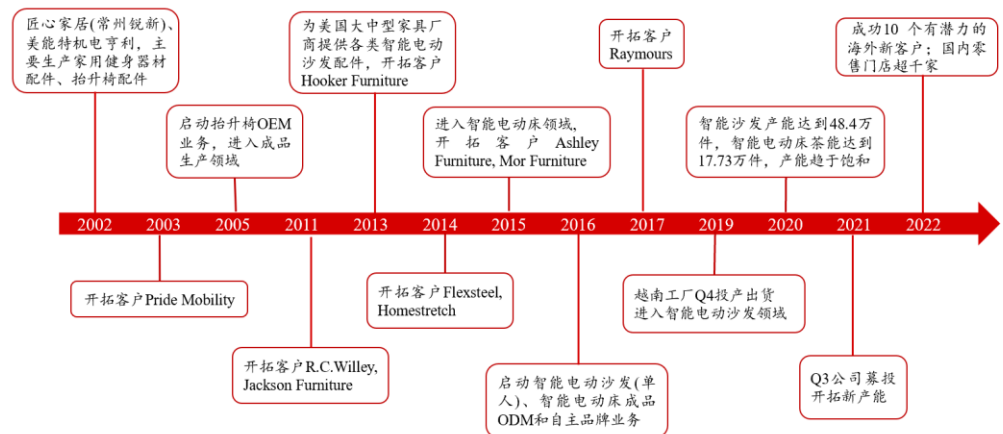 匠心家居(常州锐新)、
美能特机电亨利，主
要生产家用健身器材
配件、抬升椅配件
为美国大中型家具厂
商提供各类智能电动
沙发配件，开拓客户
Hooker Furniture
开拓客户
Raymours
成功10 个有潜力的
海外新客户；国内零
售门店超千家
启动抬升椅OEM
业务，进入成品
生产领域
进入智能电动床领域，
开拓客户Ashley
Furniture, Mor Furniture
智能沙发产能达到48.4万
件，智能电动床茶能达到
17.73万件，产能趋于饱和
2002 2003 2005 2011 2013 2014 2015 2016 2017 2019 2020 2021 2022
开拓客户Pride Mobility
开拓客户Flexsteel,
Homestretch
越南工厂Q4投产出货
进入智能电动沙发领域
开拓客户R.C.Willey,
Jackson Furniture
启动智能电动沙发(单
人)、智能电动床成品
ODM和自主品牌业务
Q3公司募投
开拓新产能